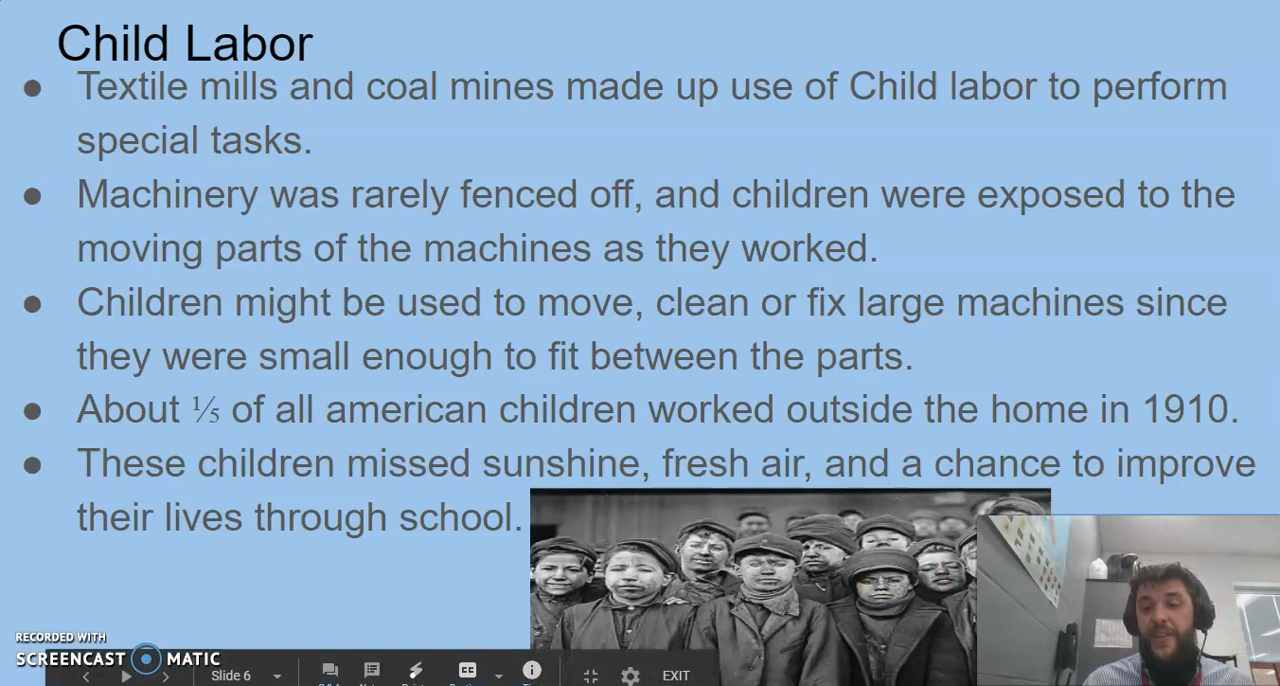 Child Labor
● Textile mills and coal mines made up use of Child labor to perform
special tasks.
● Machinery was rarely fenced off, and children were exposed to the
moving parts of the machines as they worked.
● Children might be used to move, clean or fix large machines since
they were small enough to fit between the parts.
● About ⅕ of all american children worked outside the home in 1910.
● These children missed sunshine, fresh air, and a chance to improve
their lives through school.
RECORDED WITH
SCREENCAST MATIC
Slide 6
CC
EXIT